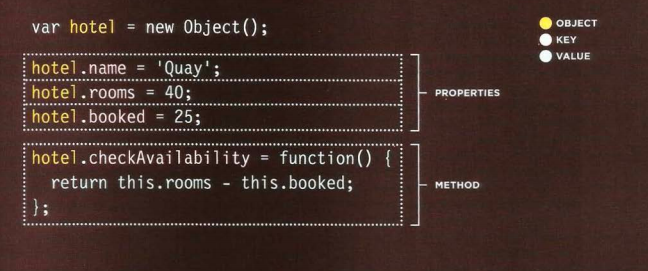 var hotel = new Object();
OBJECT
KEY
VALUE
hotel.name = 'Quay';
hotel.rooms = 40;
hotel.booked = 25;
PROPERTIES
hotel.checkAvailability = function() {
return this.rooms - this.booked;
};
METHOD